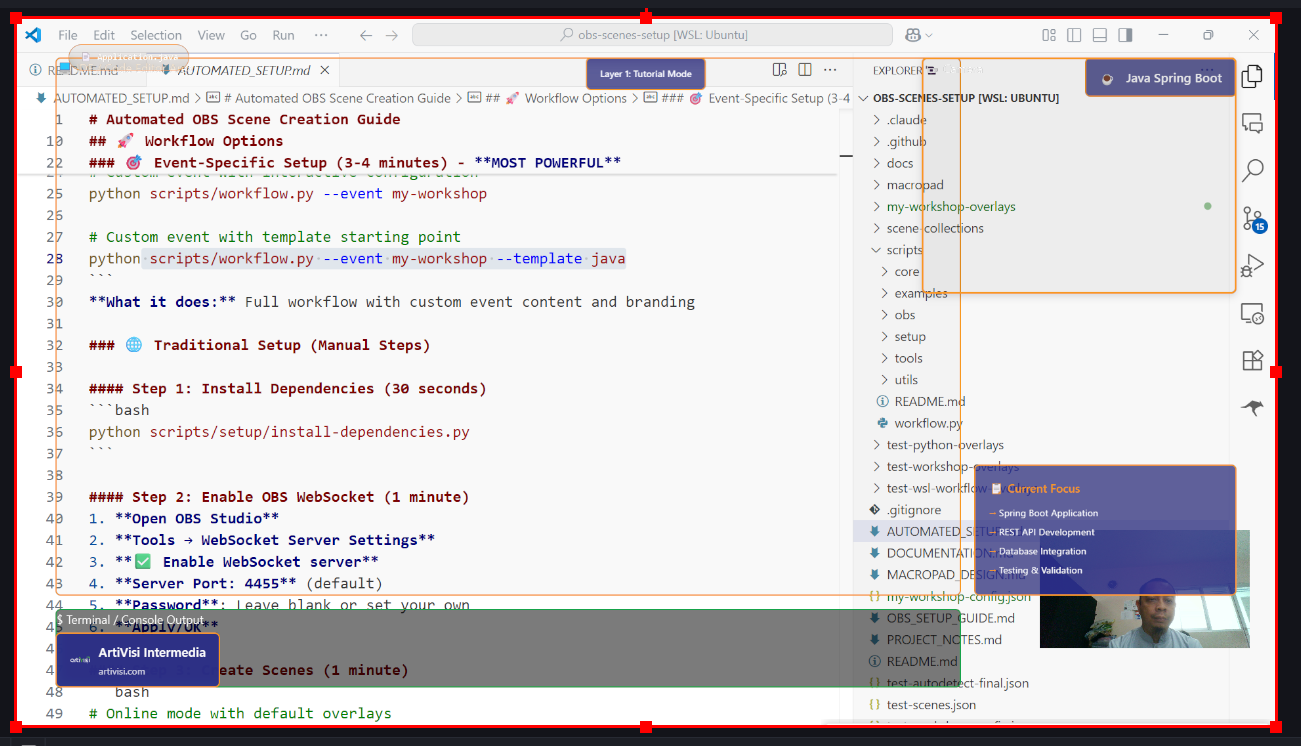 File Edit Selection View Go Run ··· obs-scenes-setup [WSL: Ubuntu]
README.md AUTOMATED_SETUP.md
Layer 1: Tutorial Mode
EXPLORER
Java Spring Boot
AUTOMATED_SETUP.md > # Automated OBS Scene Creation Guide > ## 🚀 Workflow Options > ### 🎯 Event-Specific Setup (3-4
1 # Automated OBS Scene Creation Guide
10 ## 🚀 Workflow Options
22 ### 🎯 Event-Specific Setup (3-4 minutes) - **MOST POWERFUL**
24 # Custom event with interactive configuration
25 python scripts/workflow.py --event my-workshop
26
27 # Custom event with template starting point
28 python scripts/workflow.py --event my-workshop --template java
29 ```
30 **What it does:** Full workflow with custom event content and branding
31
32 ### 🌐 Traditional Setup (Manual Steps)
33
34 #### Step 1: Install Dependencies (30 seconds)
35 ```bash
36 python scripts/setup/install-dependencies.py
37 ```
38
39 #### Step 2: Enable OBS WebSocket (1 minute)
40 1. **Open OBS Studio**
41 2. **Tools → WebSocket Server Settings**
42 3. **✅ Enable WebSocket server**
43 4. **Server Port: 4455** (default)
44 5. **Password**: Leave blank or set your own
45 6. **Apply/OK**
$ Terminal / Console Output
ArtiVisi Intermedia
artivisi.com
Create Scenes (1 minute)
48 bash
49 # Online mode with default overlays
OBS-SCENES-SETUP [WSL: UBUNTU]
.claude
.github
docs
macropad
my-workshop-overlays
scene-collections
scripts
core
examples
obs
setup
tools
utils
README.md
workflow.py
test-python-overlays
test-workshop-overlays
test-wsl-workflow
.gitignore
AUTOMATED_SETUP
DOCUMENTATION.md
MACROPAD_DESIGN.md
my-workshop-config.json
OBS_SETUP_GUIDE.md
PROJECT_NOTES.md
README.md
test-autodetect-final.json
test-scenes.json
15
📋 Current Focus
→ Spring Boot Application
→ REST API Development
→ Database Integration
→ Testing & Validation